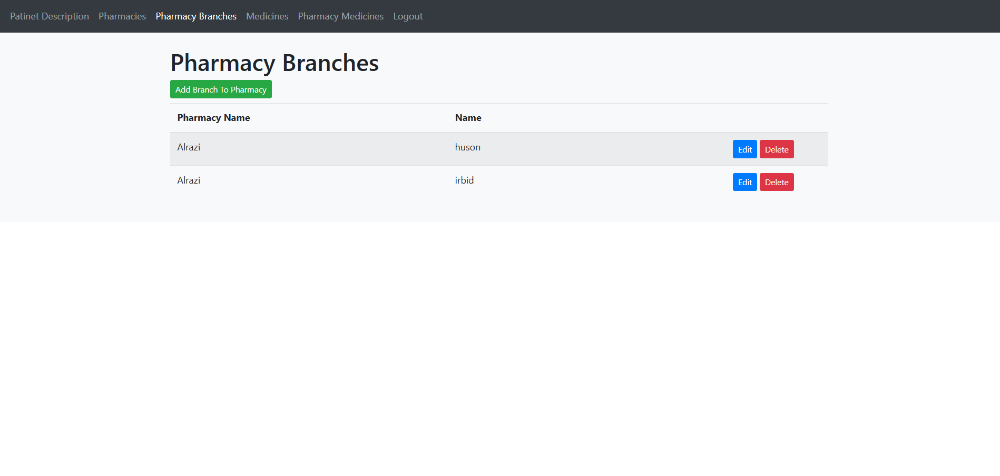 Patinet Description Pharmacies Pharmacy Branches Medicines Pharmacy Medicines Logout
Pharmacy Branches
Add Branch To Pharmacy
Pharmacy Name Name
Alrazi huson Edit Delete
Alrazi irbid Edit Delete